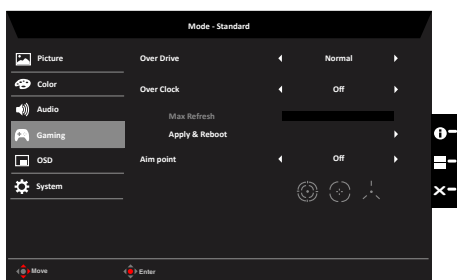 Mode - Standard
Picture
Over Drive Normal
Color
Over Clock Off
Audio
Max Refresh
Gaming
Apply & Reboot
OSD
Aim point Off
System
Move Enter